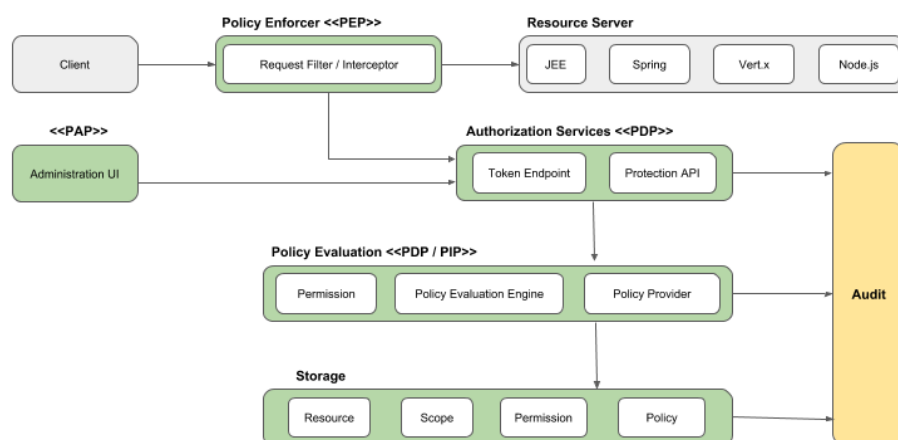 Policy Enforcer <<PEP>>
Resource Server
Client
Request Filter / Interceptor
JEE
Spring
Vert.x
Node.js
<<PAP>>
Authorization Services <<PDP>>
Administration UI
Token Endpoint
Protection API
Policy Evaluation <<PDP / PIP>>
Permission
Policy Evaluation Engine
Policy Provider
Audit
Storage
Resource
Scope
Permission
Policy